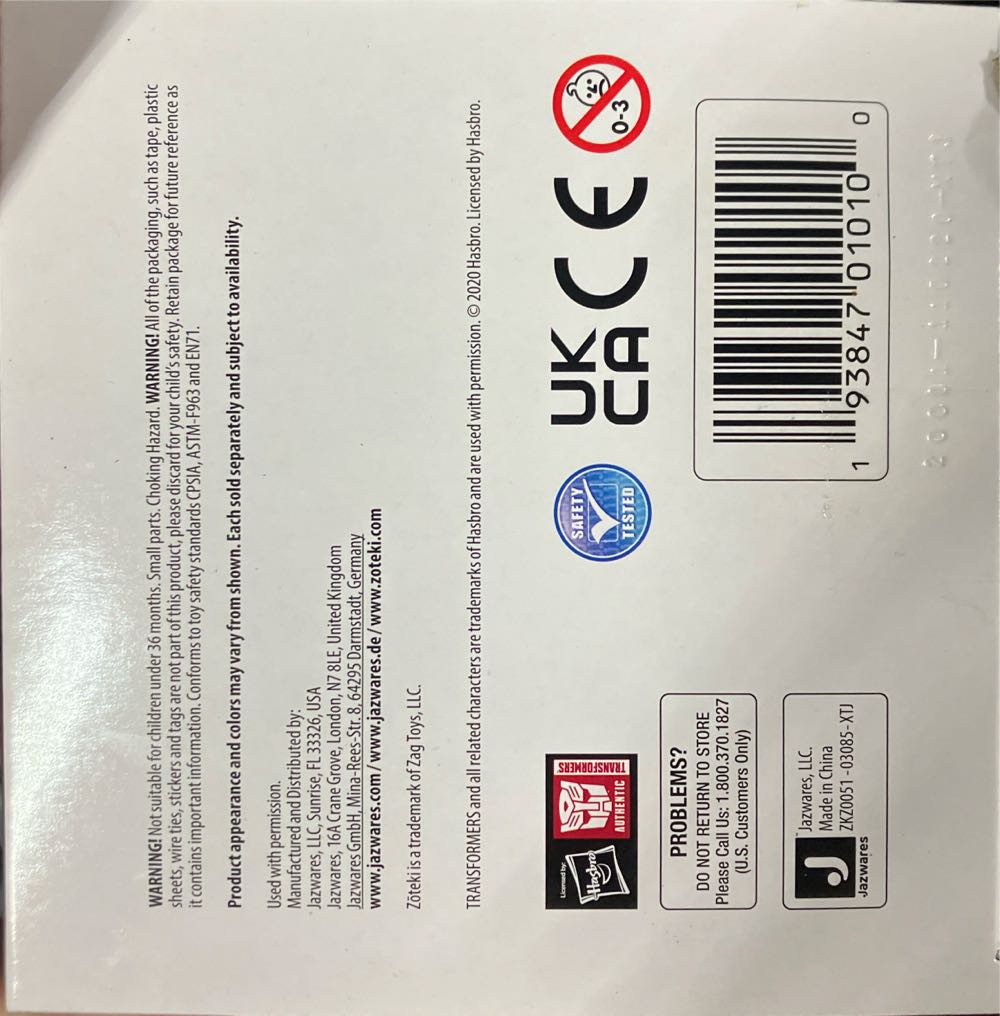 WARNING! Not suitable for children under 36 months. Small parts. Choking Hazard. WARNING! All of the packaging, such as tape, plastic
sheets, wire ties, stickers and tags are not part of this product, please discard for your child's safety. Retain package for future reference as
it contains important information. Conforms to toy safety standards CPSIA, ASTM-F963 and EN71.
Product appearance and colors may vary from shown. Each sold separately and subject to availability.
Used with permission.
Manufactured and Distributed by:
Jazwares, LLC, Sunrise, FL 33326, USA
Jazwares, 16A Crane Grove, London, N7 8LE, United Kingdom
Jazwares GmbH, Mina-Rees-Str. 8, 64295 Darmstadt, Germany
www.jazwares.com / www.jazwares.de / www.zoteki.com
Zōteki is a trademark of Zag Toys, LLC.
TRANSFORMERS and all related characters are trademarks of Hasbro and are used with permission. © 2020 Hasbro. Licensed by Hasbro.
Licensed by:
Hasbro
AUTHENTIC
TRANSFORMERS
SAFETY
TESTED
UK
CA
CE
0-3
PROBLEMS?
DO NOT RETURN TO STORE
Please Call Us: 1.800.370.1827
(U.S. Customers Only)
J
Jazwares
Jazwares, LLC.
Made in China
ZKZ0051 - 03085 - XTJ
1 93847 01010 0